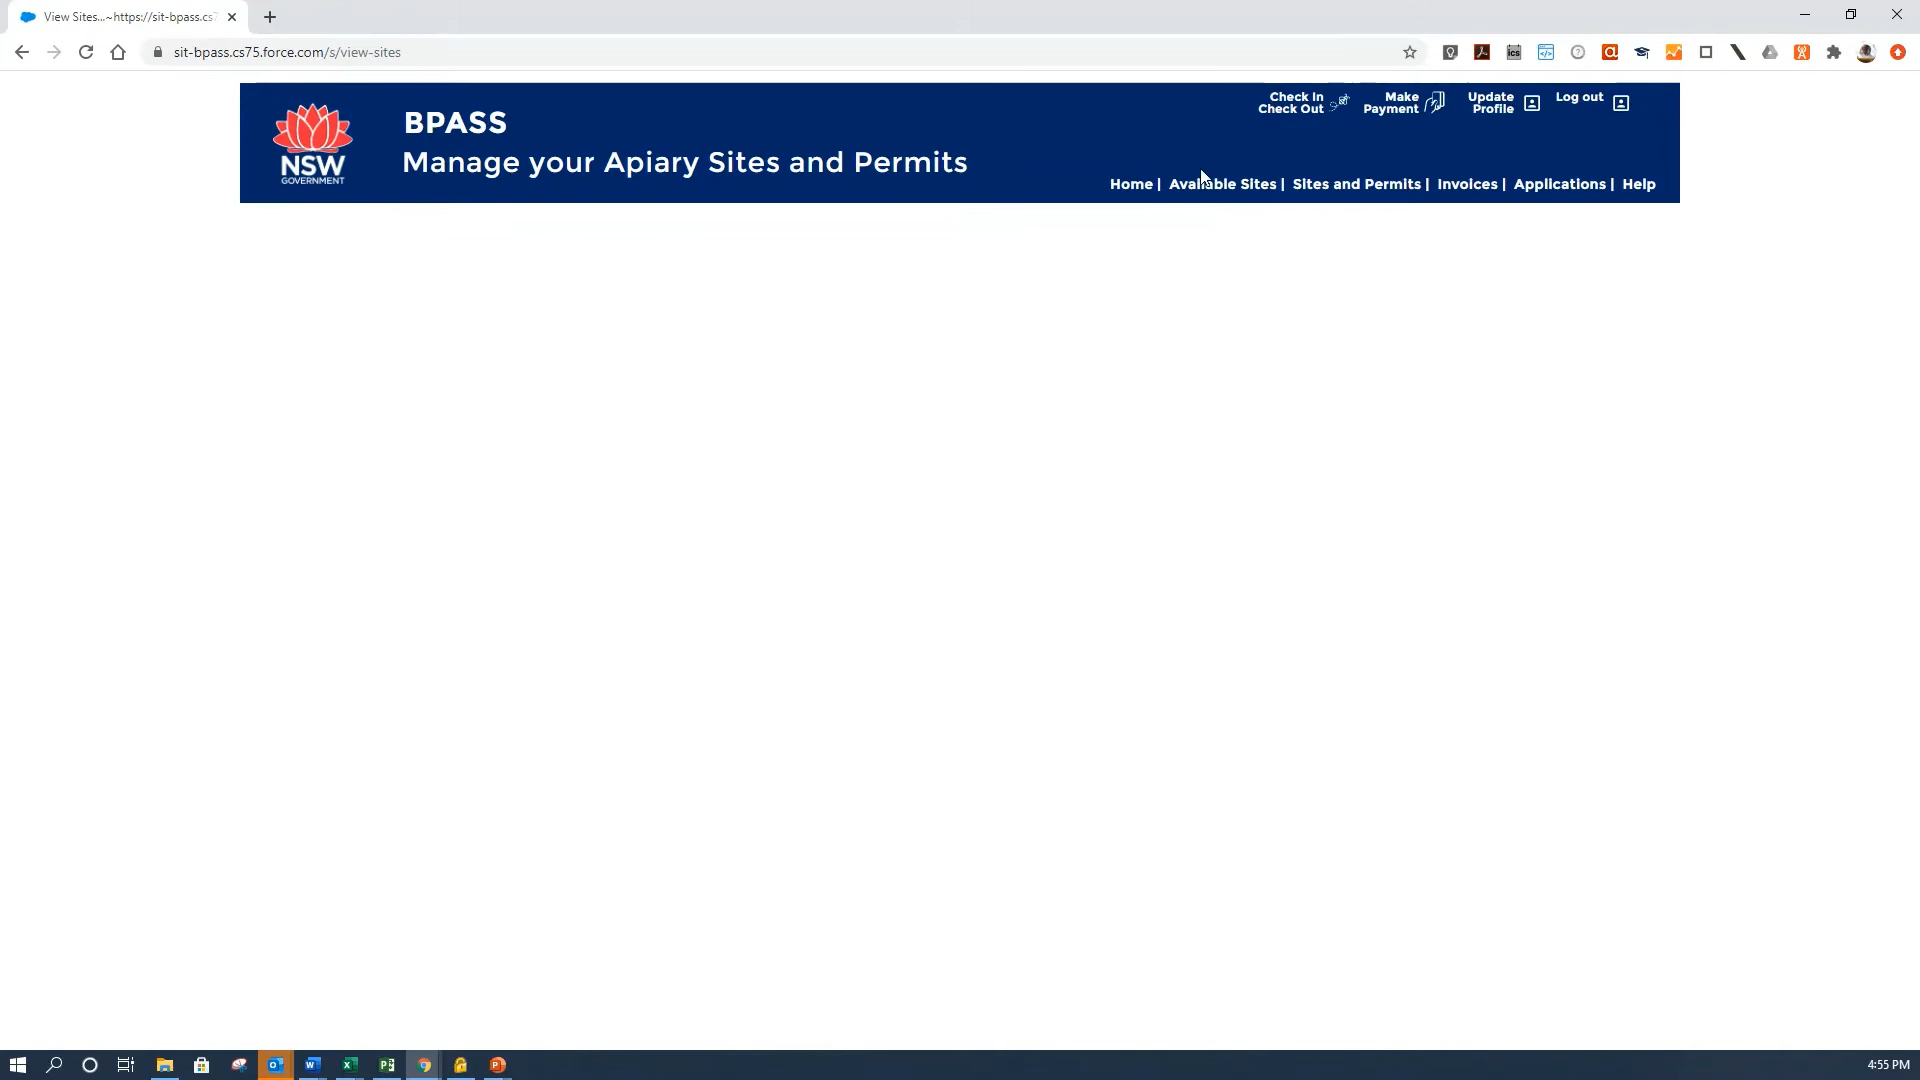 View Sites...~https://sit-bpass.cs7
sit-bpass.cs75.force.com/s/view-sites
ics
NSW
GOVERNMENT
BPASS
Manage your Apiary Sites and Permits
Check In
Check Out
Make
Payment
Update
Profile
Log out
Home | Available Sites | Sites and Permits | Invoices | Applications | Help
4:55 PM